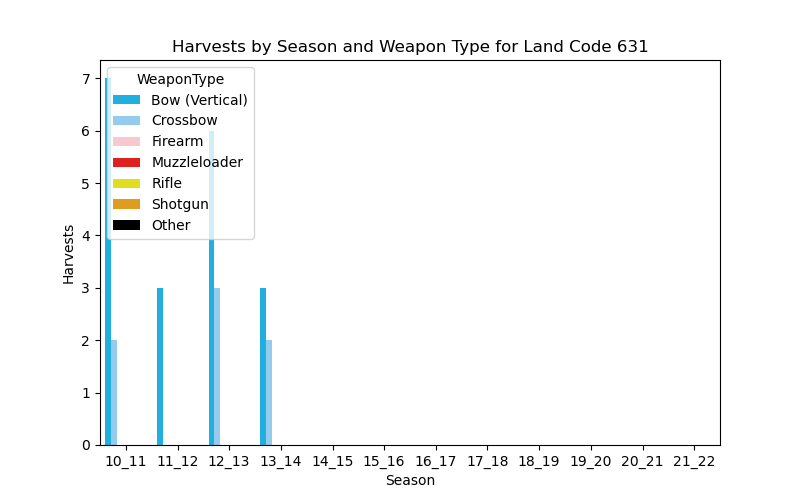 Harvests by Season and Weapon Type for Land Code 631
WeaponType
Bow (Vertical)
Crossbow
Firearm
Muzzleloader
Rifle
Shotgun
Other
Harvests
7
6
5
4
3
2
1
0
10_11 11_12 12_13 13_14 14_15 15_16 16_17 17_18 18_19 19_20 20_21 21_22
Season